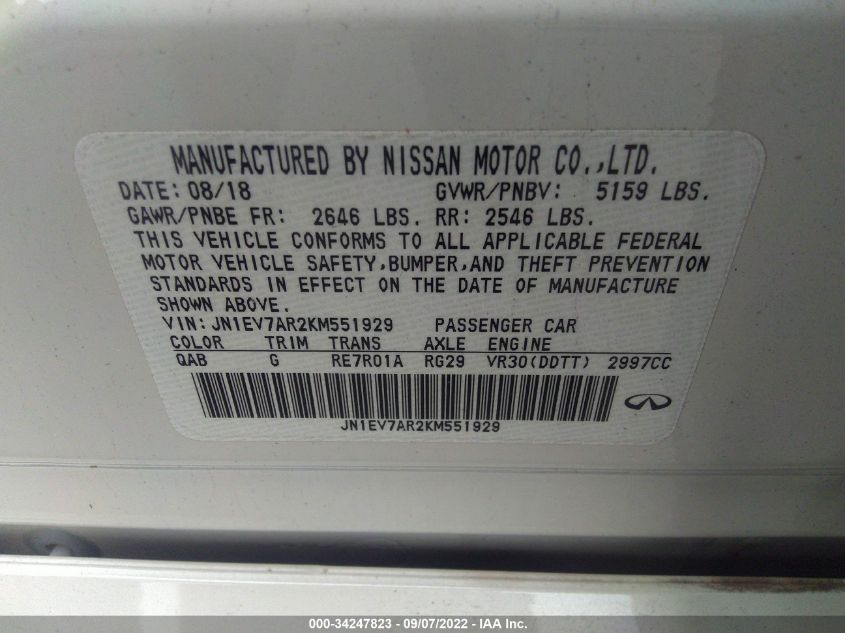 MANUFACTURED BY NISSAN MOTOR CO.,LTD.
DATE: 08/18 GVWR/PNBV: 5159 LBS.
GAWR/PNBE FR: 2646 LBS. RR: 2546 LBS.
THIS VEHICLE CONFORMS TO ALL APPLICABLE FEDERAL
MOTOR VEHICLE SAFETY,BUMPER,AND THEFT PREVENTION
STANDARDS IN EFFECT ON THE DATE OF MANUFACTURE
SHOWN ABOVE.
VIN: JN1EV7AR2KM551929 PASSENGER CAR
COLOR TRIM TRANS AXLE ENGINE
QAB G RE7R01A RG29 VR30(DDTT) 2997CC
JN1EV7AR2KM551929
000-34247823 - 09/07/2022 - IAA Inc.